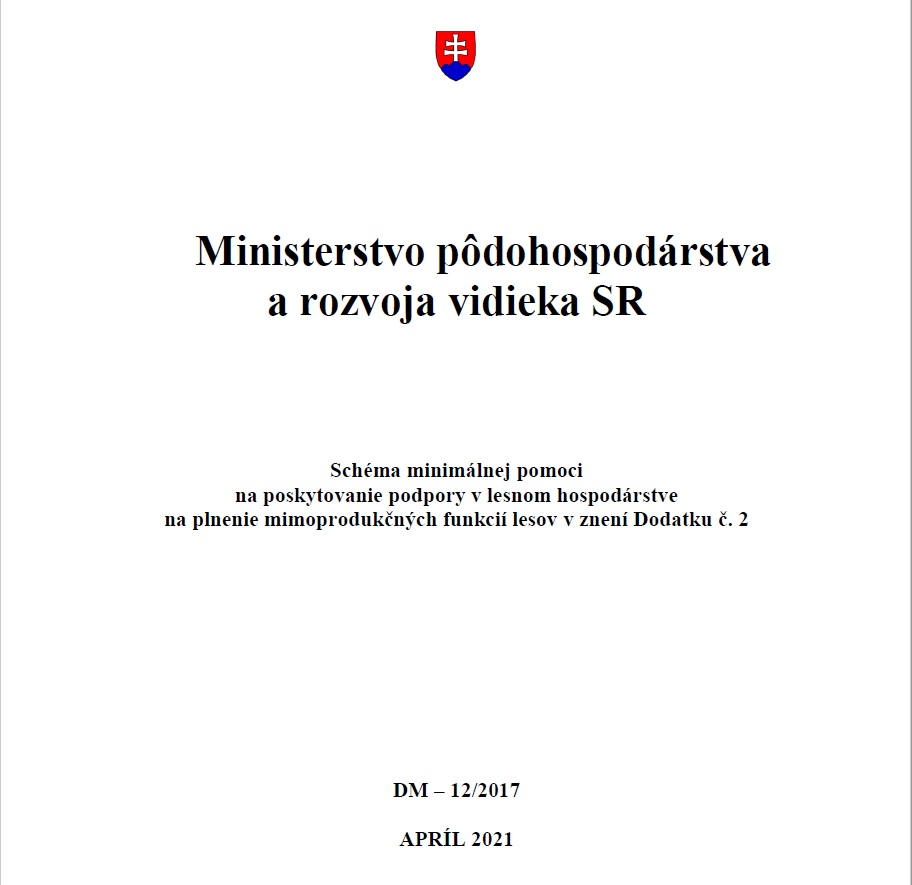 Ministerstvo pôdohospodárstva
a rozvoja vidieka SR
Schéma minimálnej pomoci
na poskytovanie podpory v lesnom hospodárstve
na plnenie mimoprodukčných funkcií lesov v znení Dodatku č. 2
DM – 12/2017
APRÍL 2021